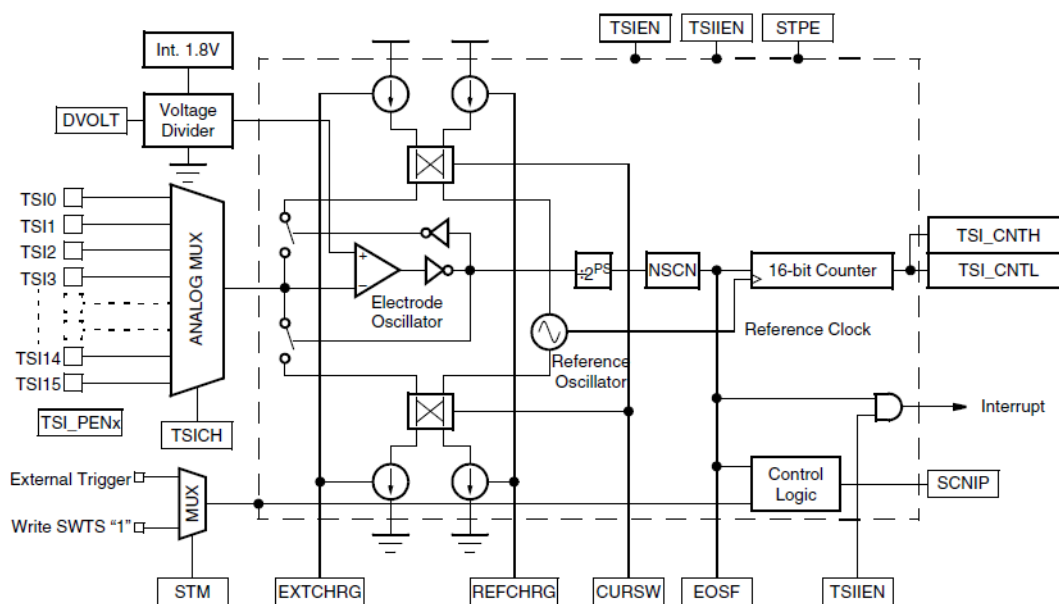 TSIEN
TSIIEN
STPE
Int. 1.8V
DVOLT
Voltage
Divider
TSI0
TSI1
TSI2
TSI3
TSI14
TSI15
ANALOG MUX
TSI_PENx
TSICH
+
−
Electrode
Oscillator
:2PS
NSCN
16-bit Counter
TSI_CNTH
TSI_CNTL
Reference Clock
Reference
Oscillator
Interrupt
Control
Logic
SCNIP
External Trigger
Write SWTS “1”
MUX
STM
EXTCHRG
REFCHRG
CURSW
EOSF
TSIIEN